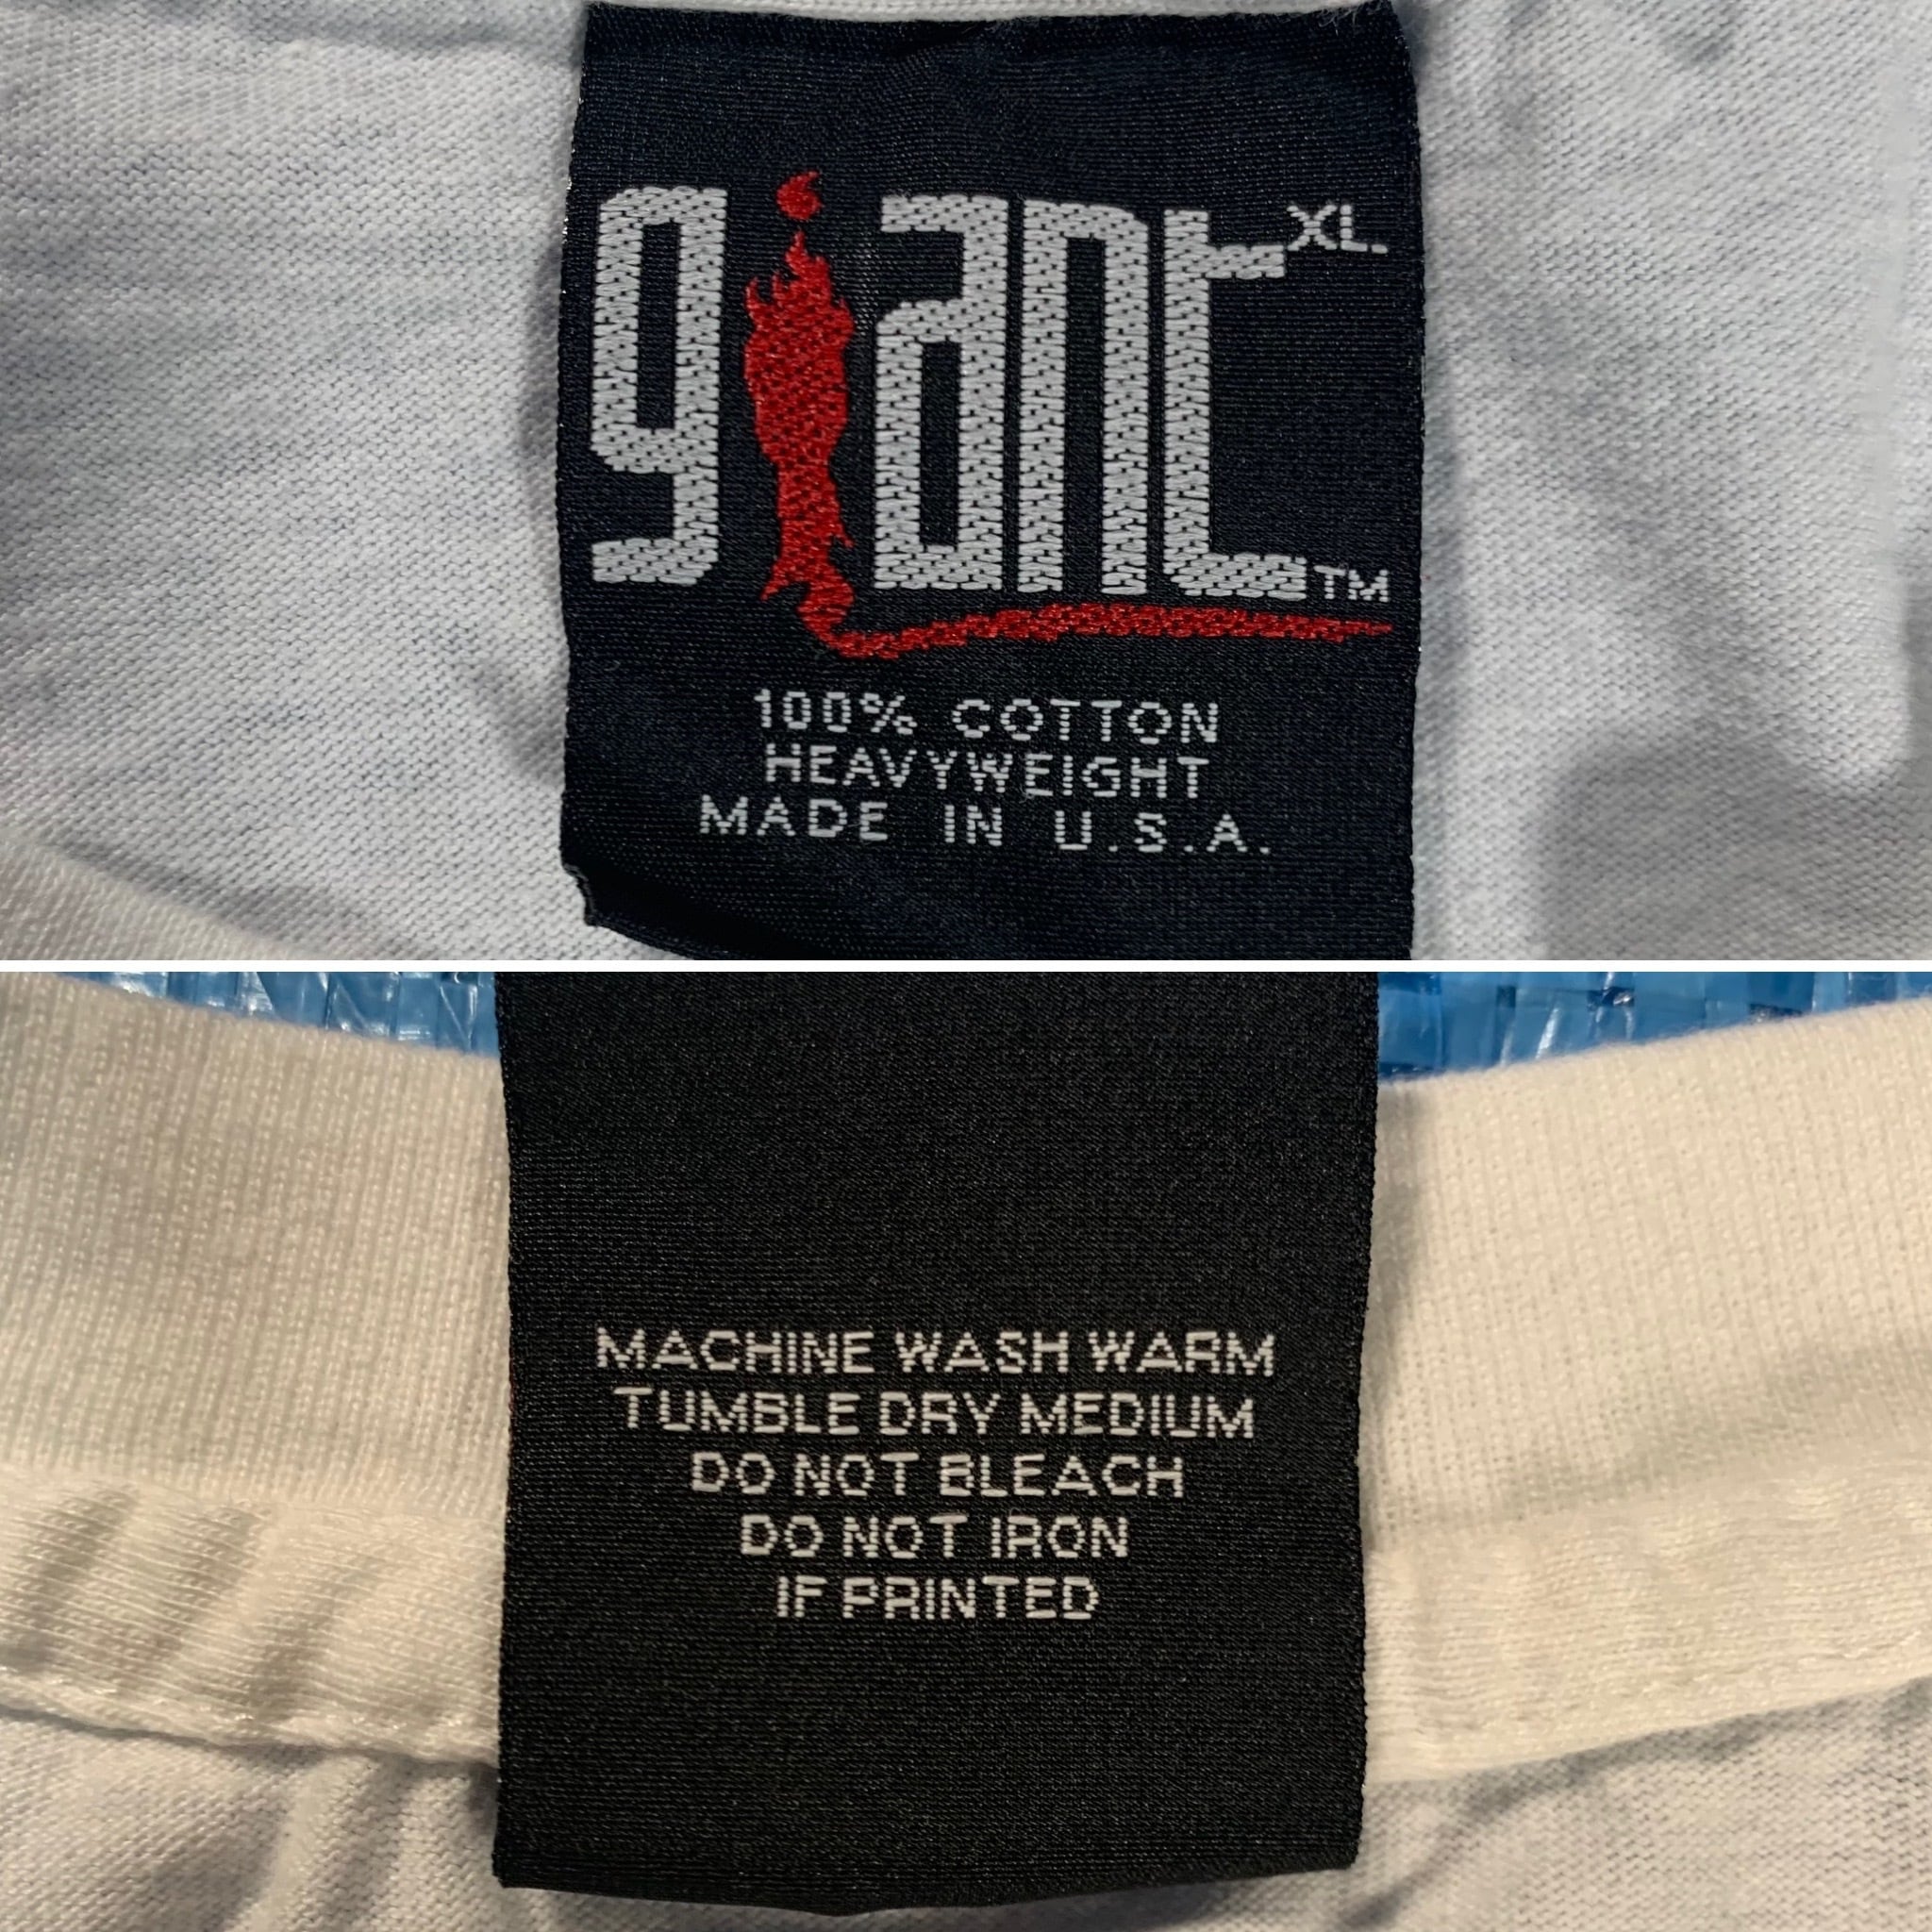 giant XL.
TM
100% COTTON
HEAVYWEIGHT
MADE IN U.S.A.
MACHINE WASH WARM
TUMBLE DRY MEDIUM
DO NOT BLEACH
DO NOT IRON
IF PRINTED